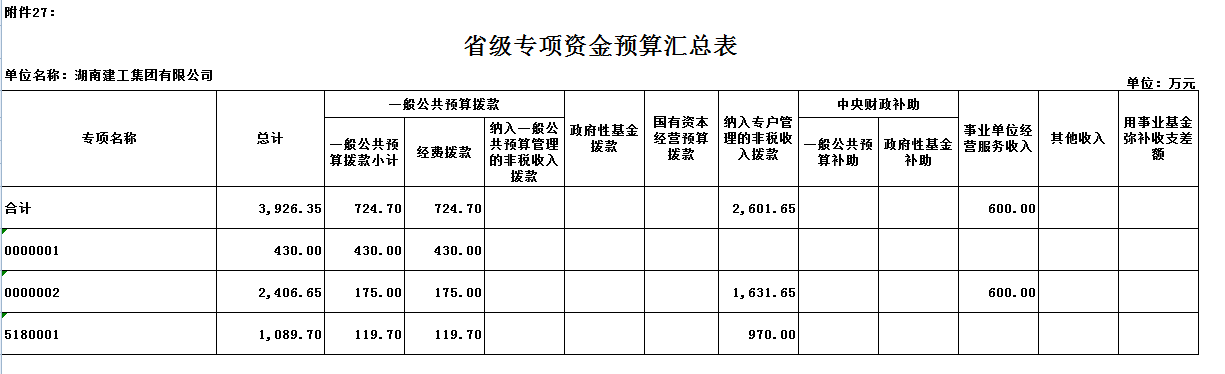 附件27：
省级专项资金预算汇总表
单位名称：湖南建工集团有限公司
单位：万元
专项名称
总计
一般公共预算拨款
一般公共预
算拨款小计
经费拨款
纳入一般公
共预算管理
的非税收入
拨款
政府性基金
拨款
国有资本
经营预算
拨款
纳入专户管
理的非税收
入拨款
中央财政补助
一般公共预
算补助
政府性基金
补助
事业单位经
营服务收入
其他收入
用事业基金
弥补收支差
额
合计 3,926.35 724.70 724.70 2,601.65 600.00
0000001 430.00 430.00 430.00
0000002 2,406.65 175.00 175.00 1,631.65 600.00
5180001 1,089.70 119.70 119.70 970.00